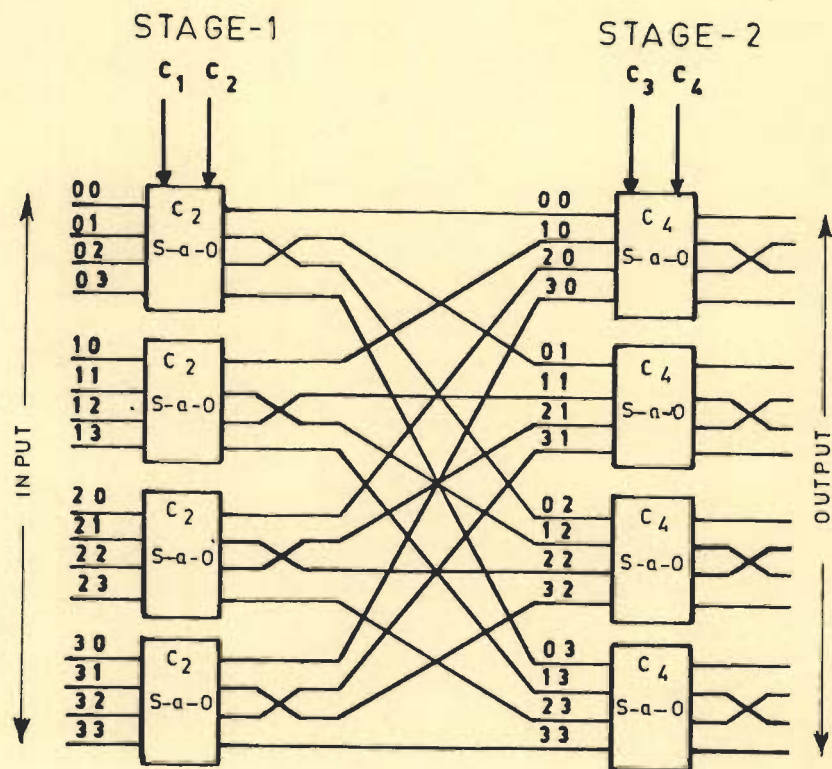 STAGE-1
STAGE-2
C1 C2
C3 C4
INPUT
00
01
02
03
C2
S-a-0
10
11
12
13
C2
S-a-0
20
21
22
23
C2
S-a-0
30
31
32
33
C2
S-a-0
00
10
20
30
C4
S-a-0
01
11
21
31
C4
S-a-0
02
12
22
32
C4
S-a-0
03
13
23
33
C4
S-a-0
OUTPUT